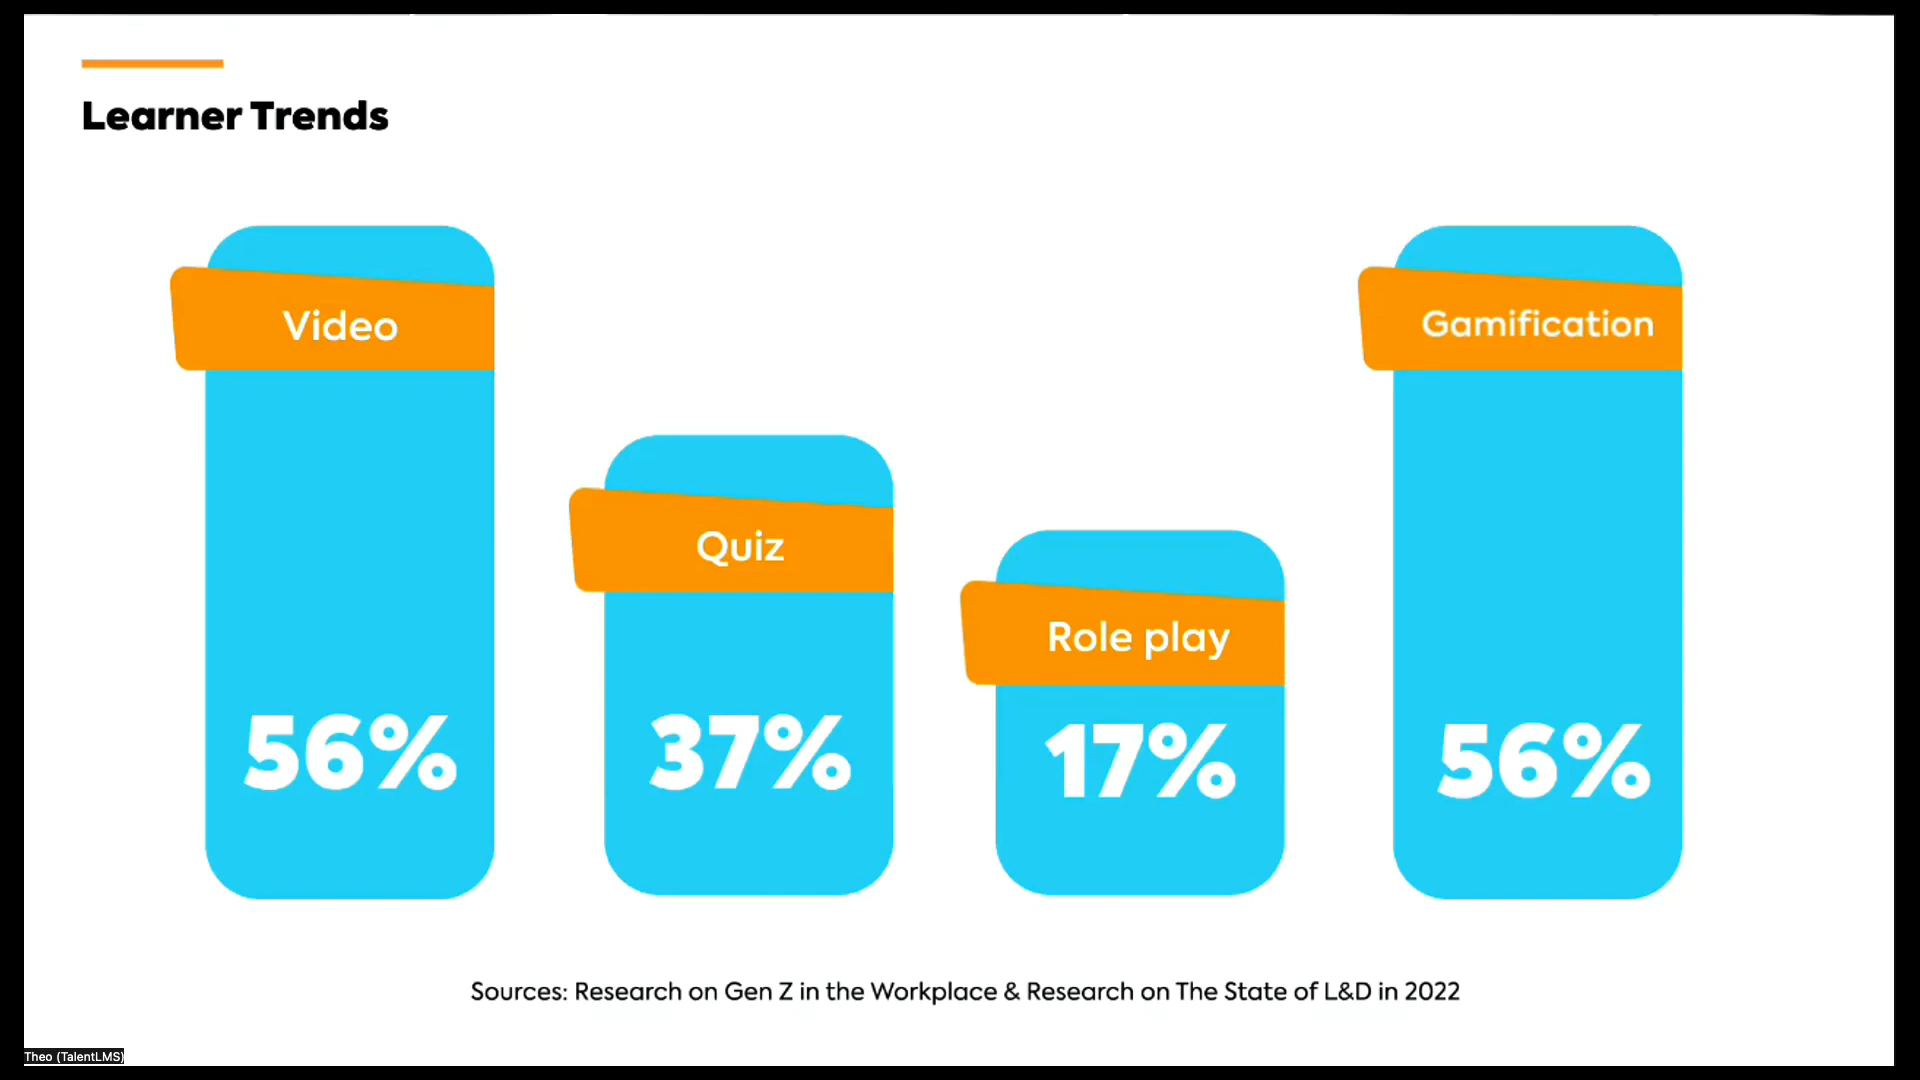 Learner Trends
Video
56%
Quiz
37%
Role play
17%
Gamification
56%
Sources: Research on Gen Z in the Workplace & Research on The State of L&D in 2022
Theo (TalentLMS)